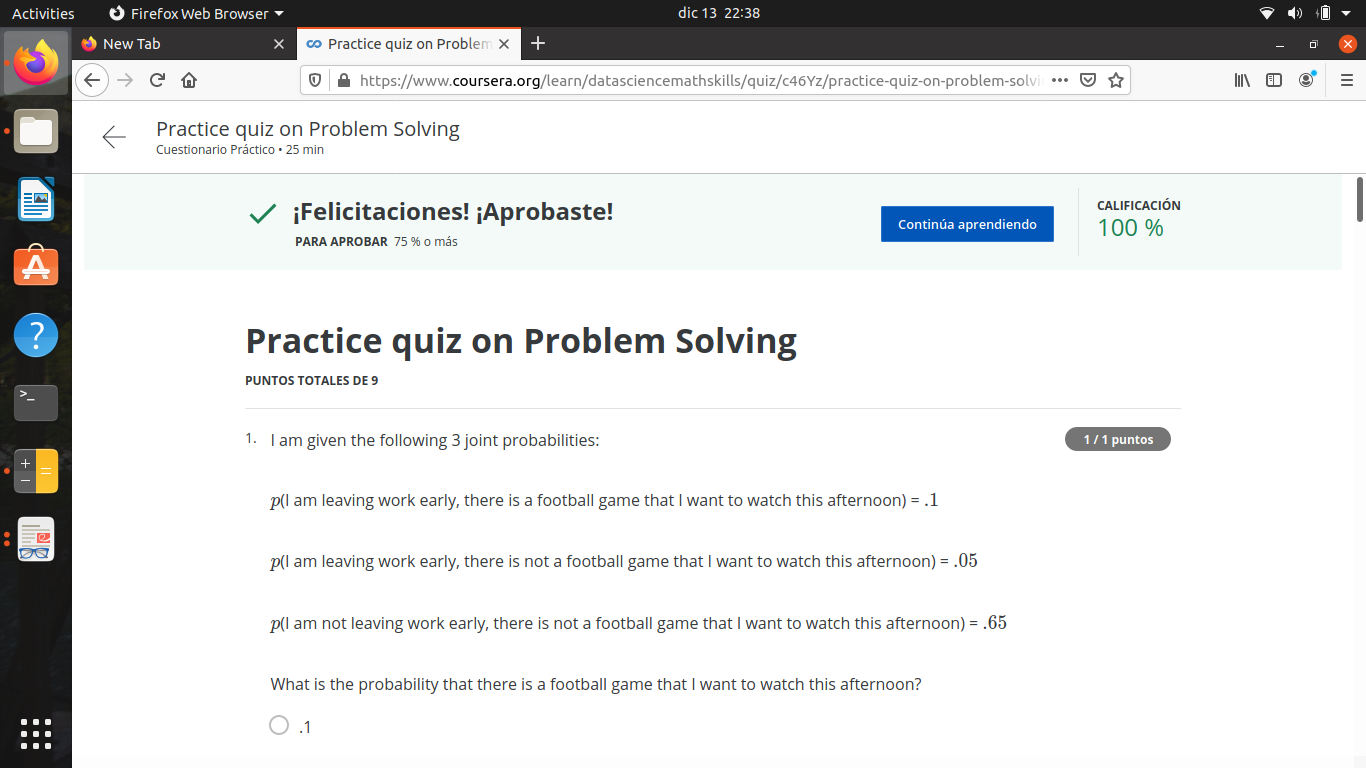 Activities
Firefox Web Browser
dic 13 22:38
New Tab
Practice quiz on Problem
https://www.coursera.org/learn/datasciencemathskills/quiz/c46Yz/practice-quiz-on-problem-solvi
Practice quiz on Problem Solving
Cuestionario Práctico • 25 min
¡Felicitaciones! ¡Aprobaste!
PARA APROBAR 75 % o más
Continúa aprendiendo
CALIFICACIÓN
100 %
Practice quiz on Problem Solving
PUNTOS TOTALES DE 9
1. I am given the following 3 joint probabilities:
1 / 1 puntos
p(I am leaving work early, there is a football game that I want to watch this afternoon) = .1
p(I am leaving work early, there is not a football game that I want to watch this afternoon) = .05
p(I am not leaving work early, there is not a football game that I want to watch this afternoon) = .65
What is the probability that there is a football game that I want to watch this afternoon?
.1